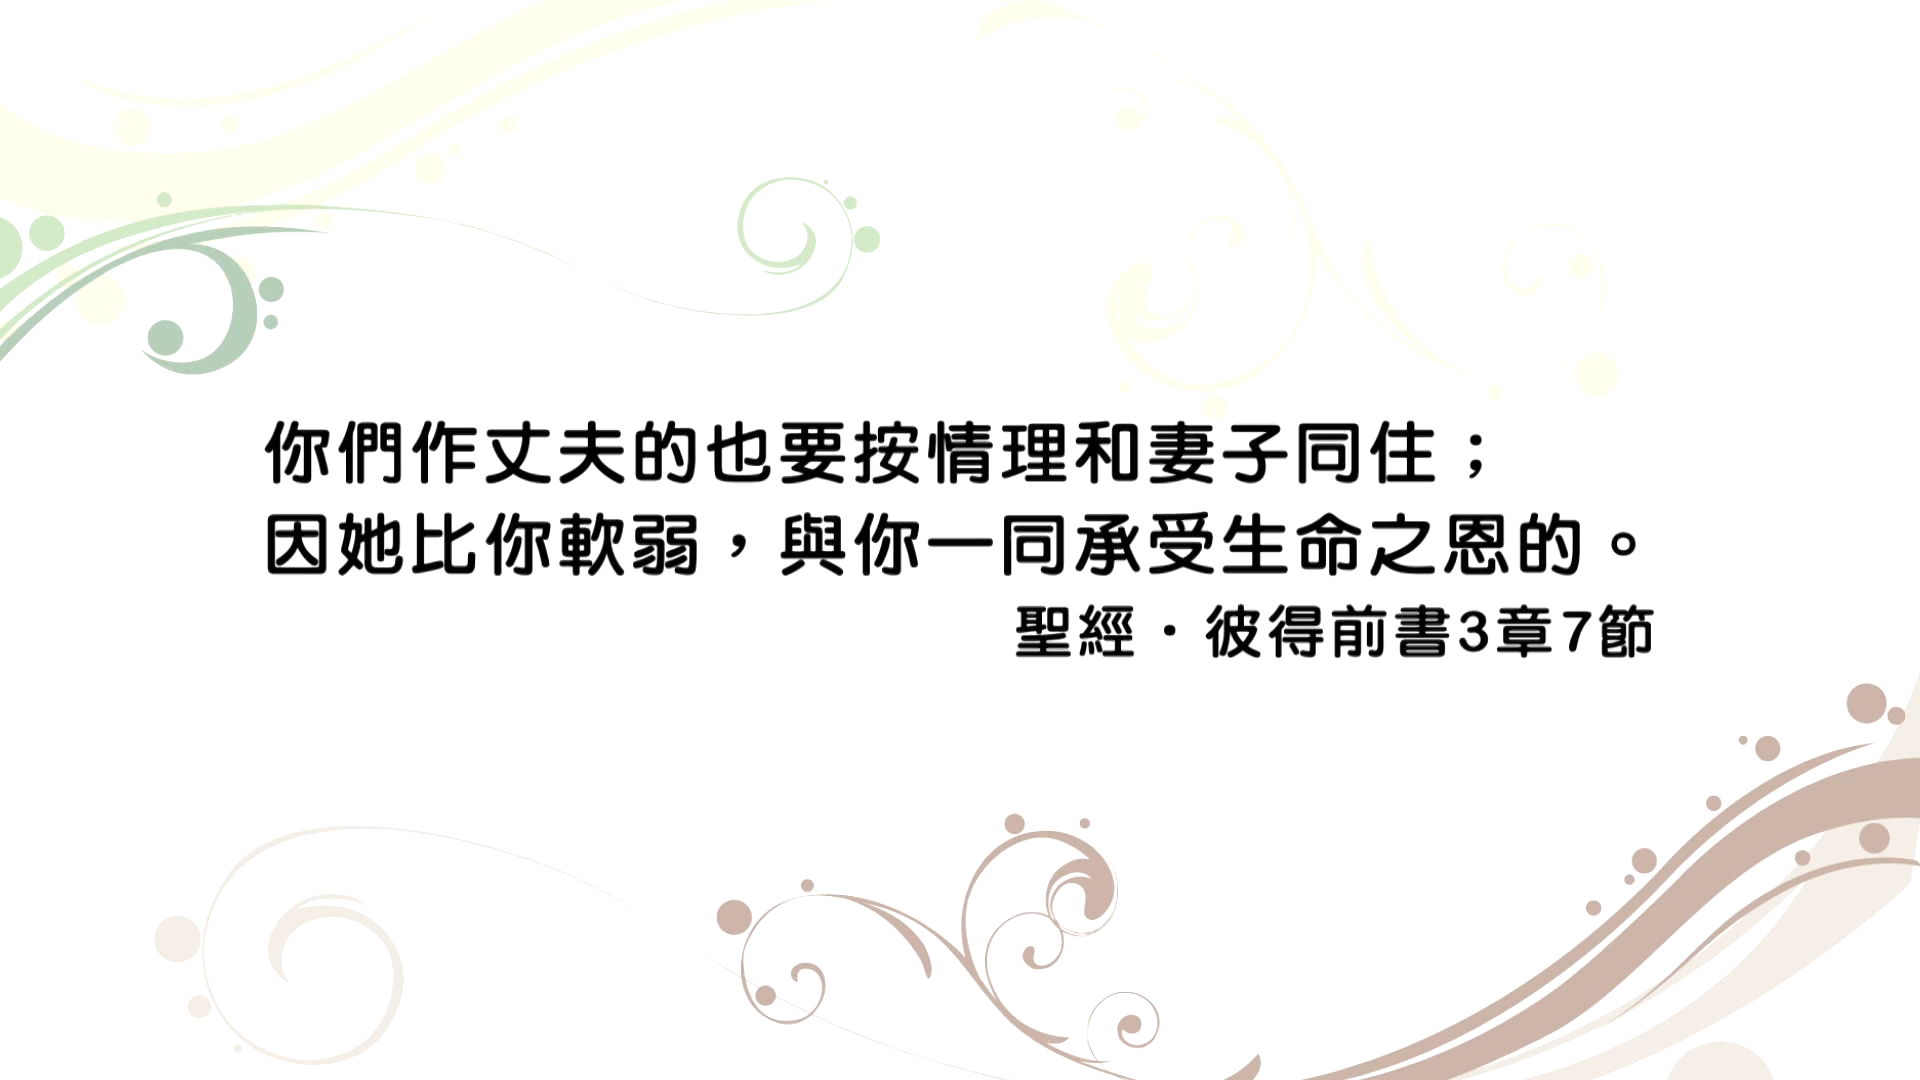 你們作丈夫的也要按情理和妻子同住；
因她比你軟弱，與你一同承受生命之恩的。
聖經．彼得前書3章7節